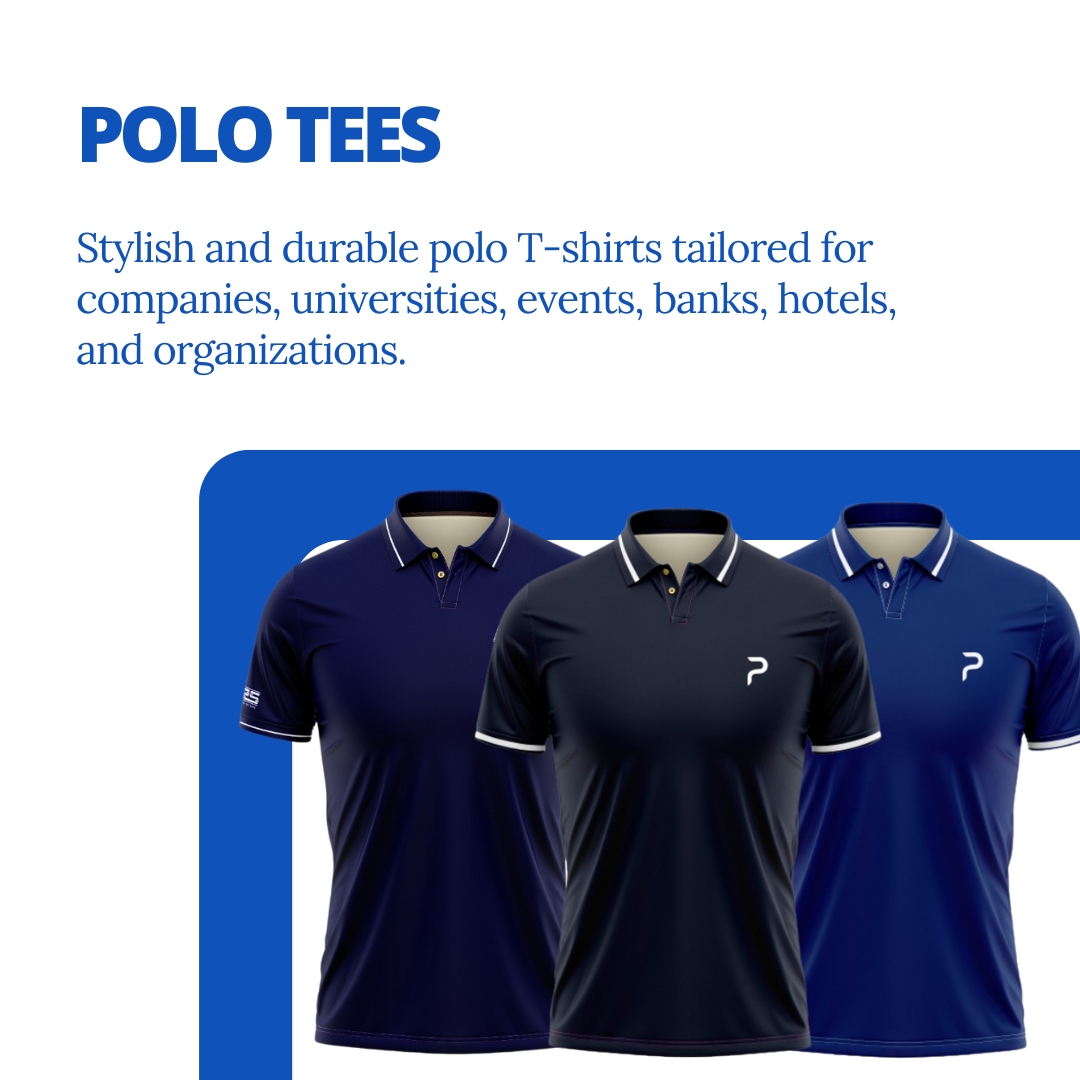 POLO TEES
Stylish and durable polo T-shirts tailored for
companies, universities, events, banks, hotels,
and organizations.
P
P